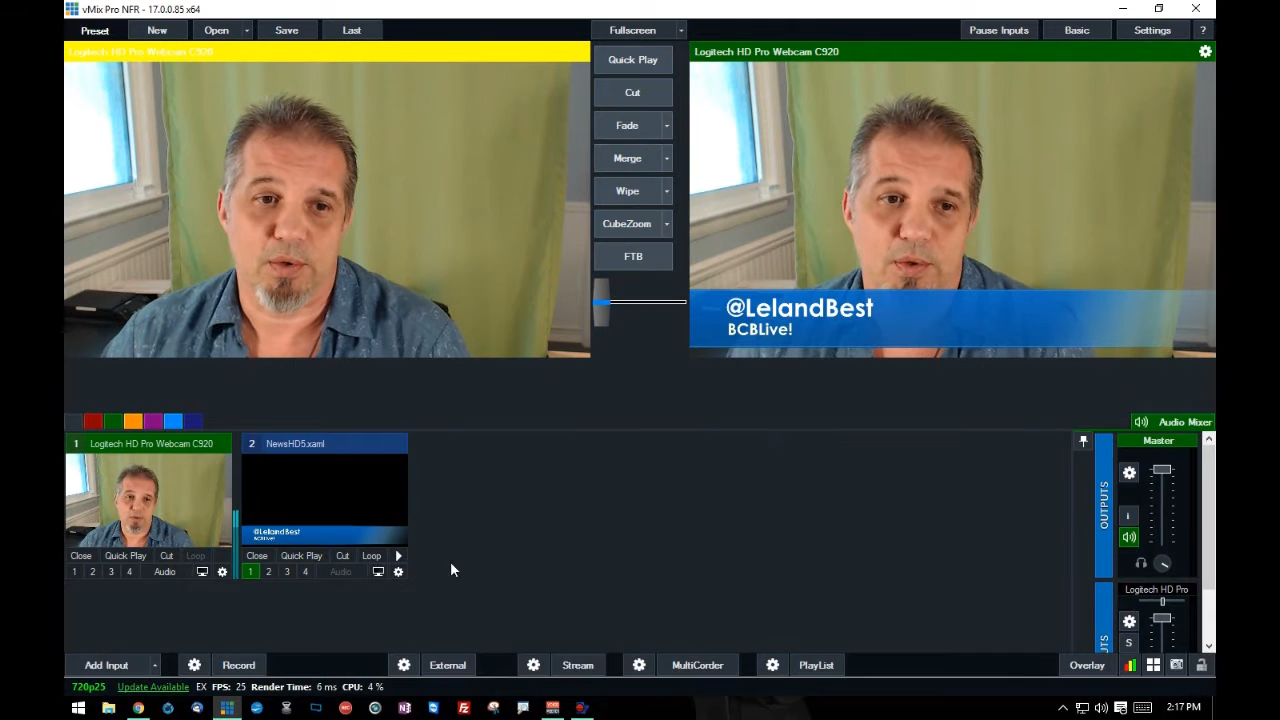 vMix Pro NFR - 17.0.0.85 x64
Preset New Open Save Last Fullscreen Pause Inputs Basic Settings ?
Logitech HD Pro Webcam C920
Logitech HD Pro Webcam C920
Quick Play
Cut
Fade
Merge
Wipe
CubeZoom
FTB
@LelandBest
BCBLive!
Audio Mixer
1 Logitech HD Pro Webcam C920
2 NewsHD5.xaml
Master
@LelandBest
BCBLive!
OUTPUTS
Close Quick Play Cut Loop
Close Quick Play Cut Loop
1 2 3 4 Audio
1 2 3 4 Audio
Logitech HD Pro
S
Add Input Record External Stream MultiCorder PlayList Overlay
720p25 Update Available EX FPS: 25 Render Time: 6 ms CPU: 4 %
2:17 PM